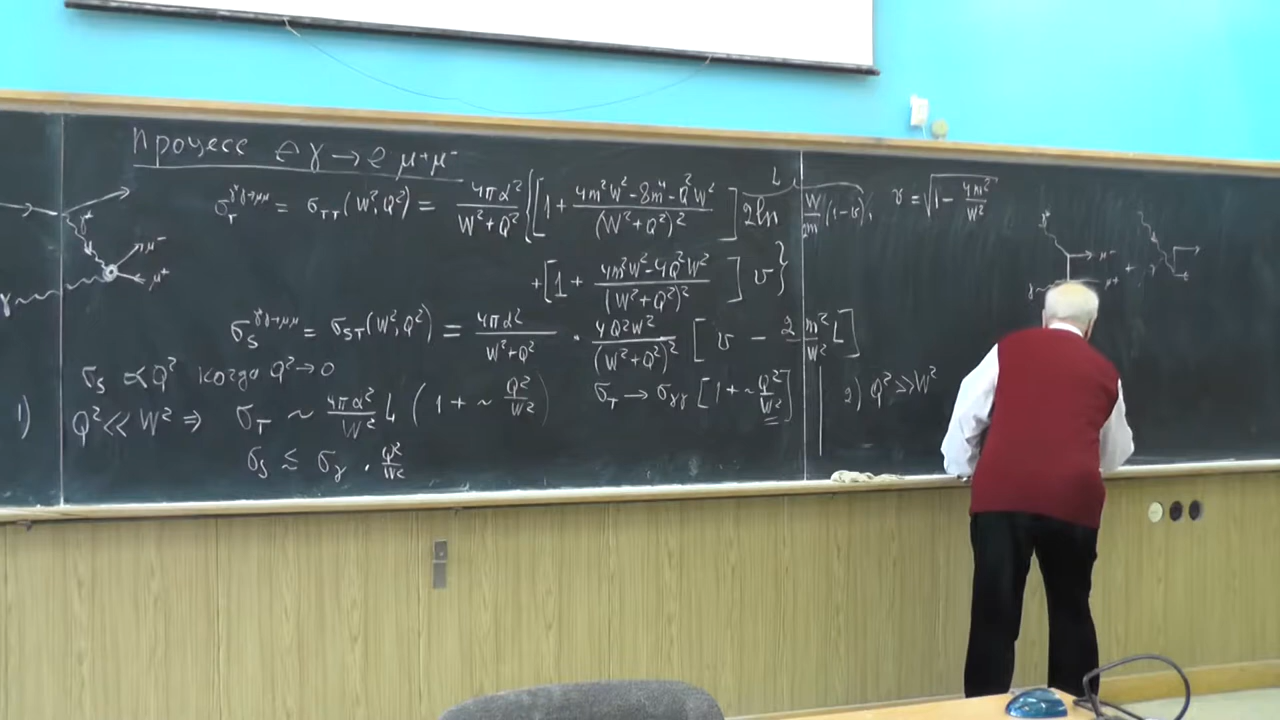 Процесс eγ → e μ+μ-
σ_T^{γ*γ→μμ} = σ_TT(W², Q²) = 4πα²/(W²+Q²) {[1 + (4m²W² - 8m⁴ - Q²W²)/(W²+Q²)²] 2ln W/2m (1-v); v = √(1 - 4m²/W²)
L
+[1 + (4m²W² - 4Q²W²)/(W²+Q²)²] v}
σ_S^{γ*γ→μμ} = σ_ST(W², Q²) = 4πα²/(W²+Q²) · 4Q²W²/(W²+Q²)² [v - 2 m²/W² L]
σ_S ∝ Q² когда Q² → 0
1) Q² << W² ⇒ σ_T ~ 4πα²/W² L (1 + ~ Q²/W²) σ_T → σ_γγ [1 + ~ Q²/W²]
σ_S ≲ σ_γ · Q²/W²
2) Q² >> W²
γ*
γ
μ-
μ+
γ*
μ-
+
μ+
γ